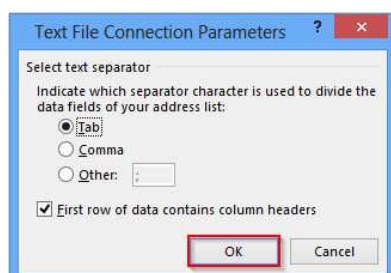 Text File Connection Parameters ? ×
Select text separator
Indicate which separator character is used to divide the
data fields of your address list:
Tab
Comma
Other: ;
First row of data contains column headers
OK Cancel